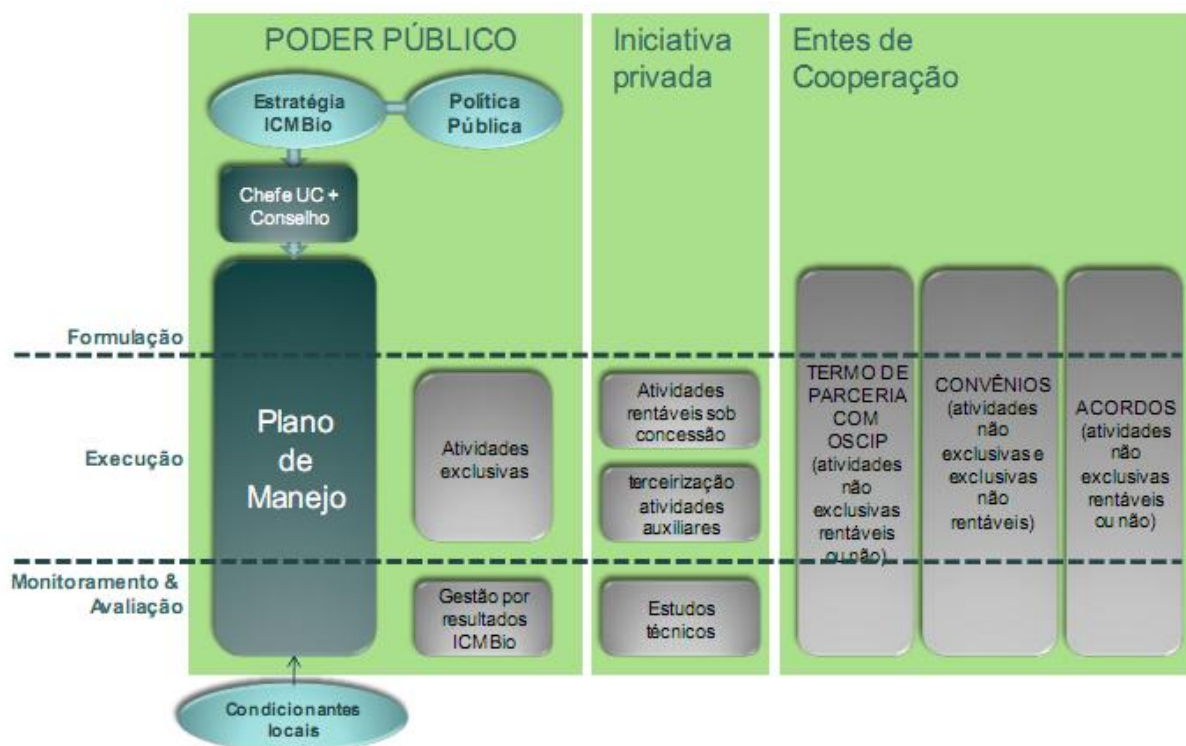 PODER PÚBLICO
Iniciativa
privada
Entes de
Cooperação
Estratégia
ICMBio
Política
Pública
Chefe UC +
Conselho
Formulação
Execução
Monitoramento &
Avaliação
Plano
de
Manejo
Atividades
exclusivas
Gestão por
resultados
ICMBio
Atividades
rentáveis sob
concessão
terceirização
atividades
auxiliares
Estudos
técnicos
TERMO DE
PARCERIA
COM
OSCIP
(atividades
não
exclusivas
rentáveis
ou não)
CONVÊNIOS
(atividades
não
exclusivas e
exclusivas
não
rentáveis)
ACORDOS
(atividades
não
exclusivas
rentáveis
ou não)
Condicionantes
locais